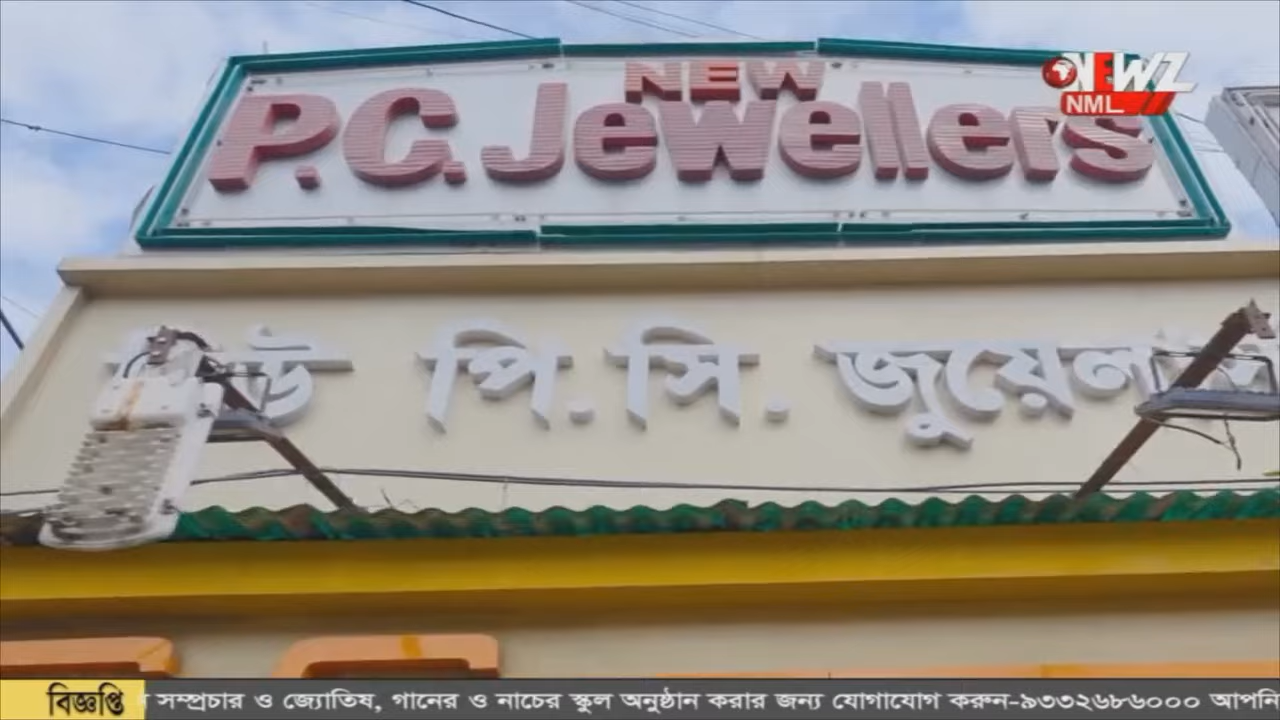 NEW
P.C. Jewellers
NEWZ
NML
পি.সি. জুয়েলার্স
বিজ্ঞপ্তি
সম্প্রচার ও জ্যোতিষ, গানের ও নাচের স্কুল অনুষ্ঠান করার জন্য যোগাযোগ করুন-৯৩৩২৬৮৬০০০ আপনি